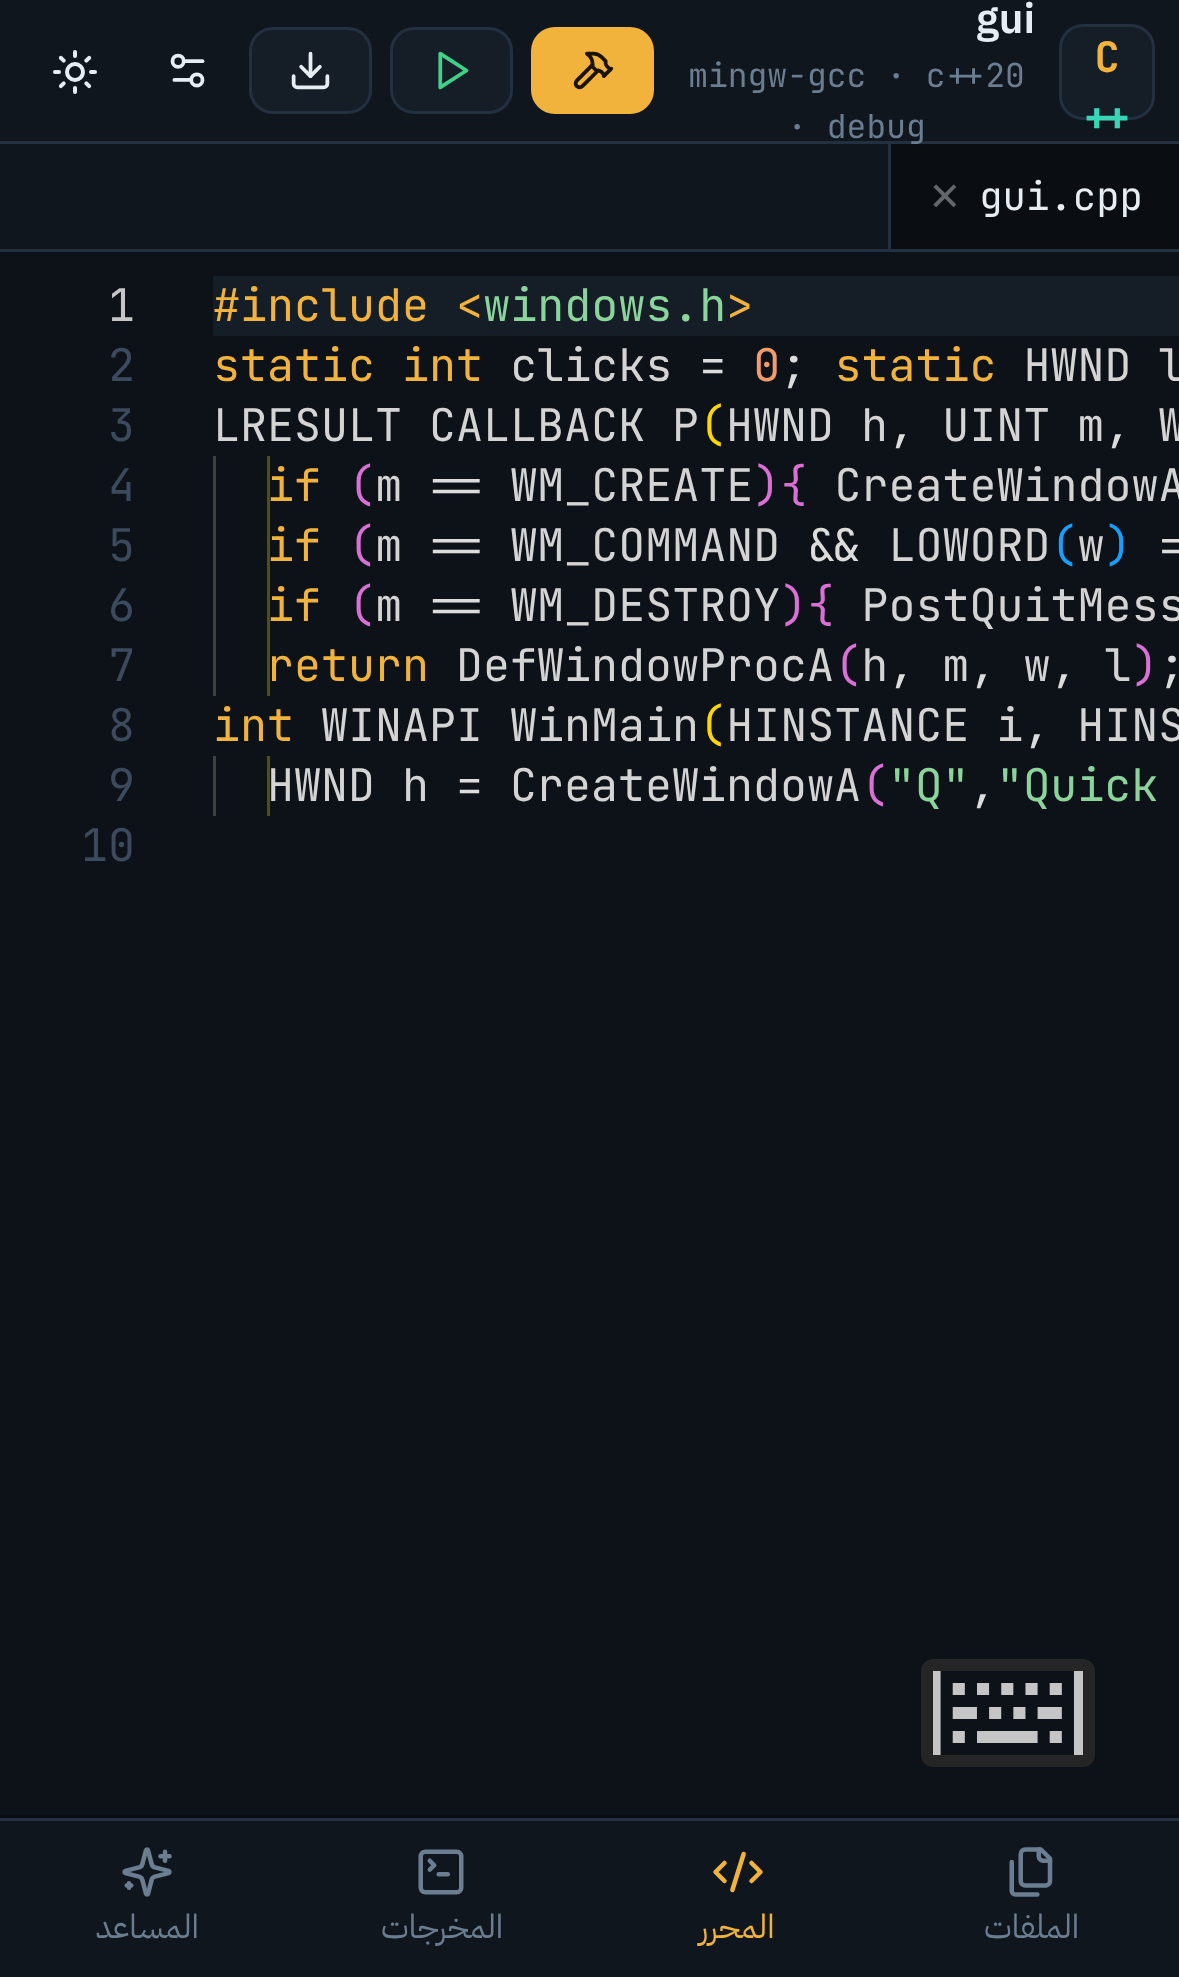 gui
mingw-gcc · c++20
· debug
C
++
gui.cpp
1 #include <windows.h>
2 static int clicks = 0; static HWND l
3 LRESULT CALLBACK P(HWND h, UINT m, W
4 if (m == WM_CREATE){ CreateWindowA
5 if (m == WM_COMMAND && LOWORD(w) =
6 if (m == WM_DESTROY){ PostQuitMess
7 return DefWindowProcA(h, m, w, l);
8 int WINAPI WinMain(HINSTANCE i, HINS
9 HWND h = CreateWindowA("Q","Quick
10
الملفات
المحرر
المخرجات
المساعد